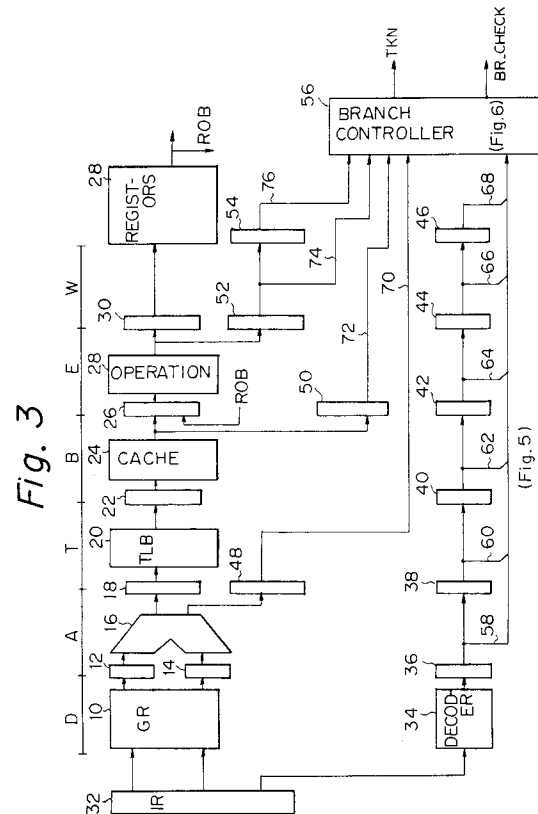 Fig. 3
D
A
T
B
E
W
32
IR
10
GR
12
14
16
18
20
TLB
22
24
CACHE
26
ROB
28
OPERATION
30
28
REGIST-
ORS
ROB
48
50
52
54
76
74
72
70
56
BRANCH
CONTROLLER
(Fig. 6)
TKN
BR_CHECK
34
DECOD-
ER
36
58
38
60
40
62
42
64
44
66
46
68
(Fig. 5)